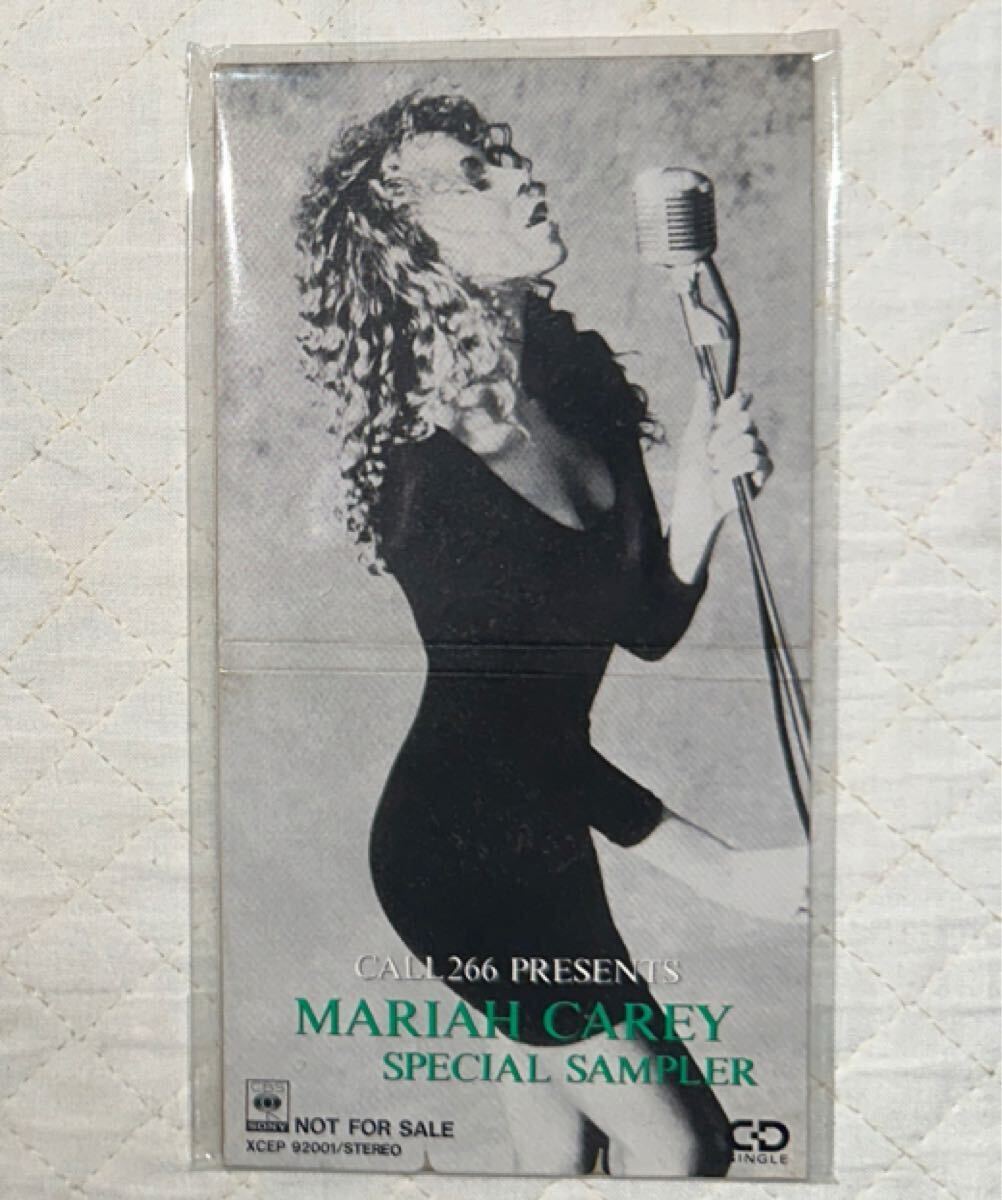 CALL 266 PRESENTS
MARIAH CAREY
SPECIAL SAMPLER
CBS
SONY
NOT FOR SALE
XCEP 92001/STEREO
CD
SINGLE